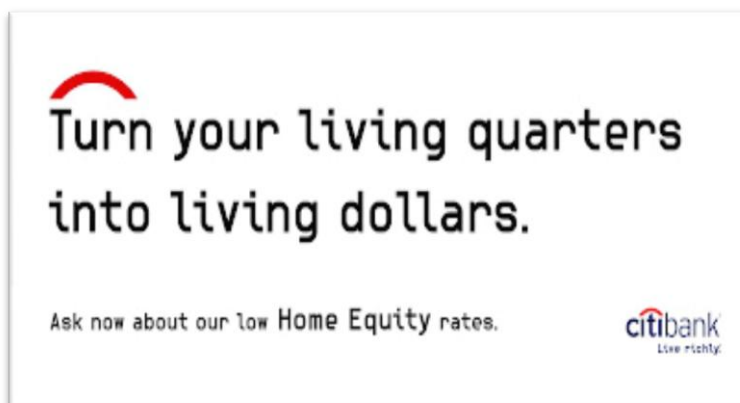 Turn your living quarters
into living dollars.
Ask now about our low Home Equity rates.
citibank
Live richly.